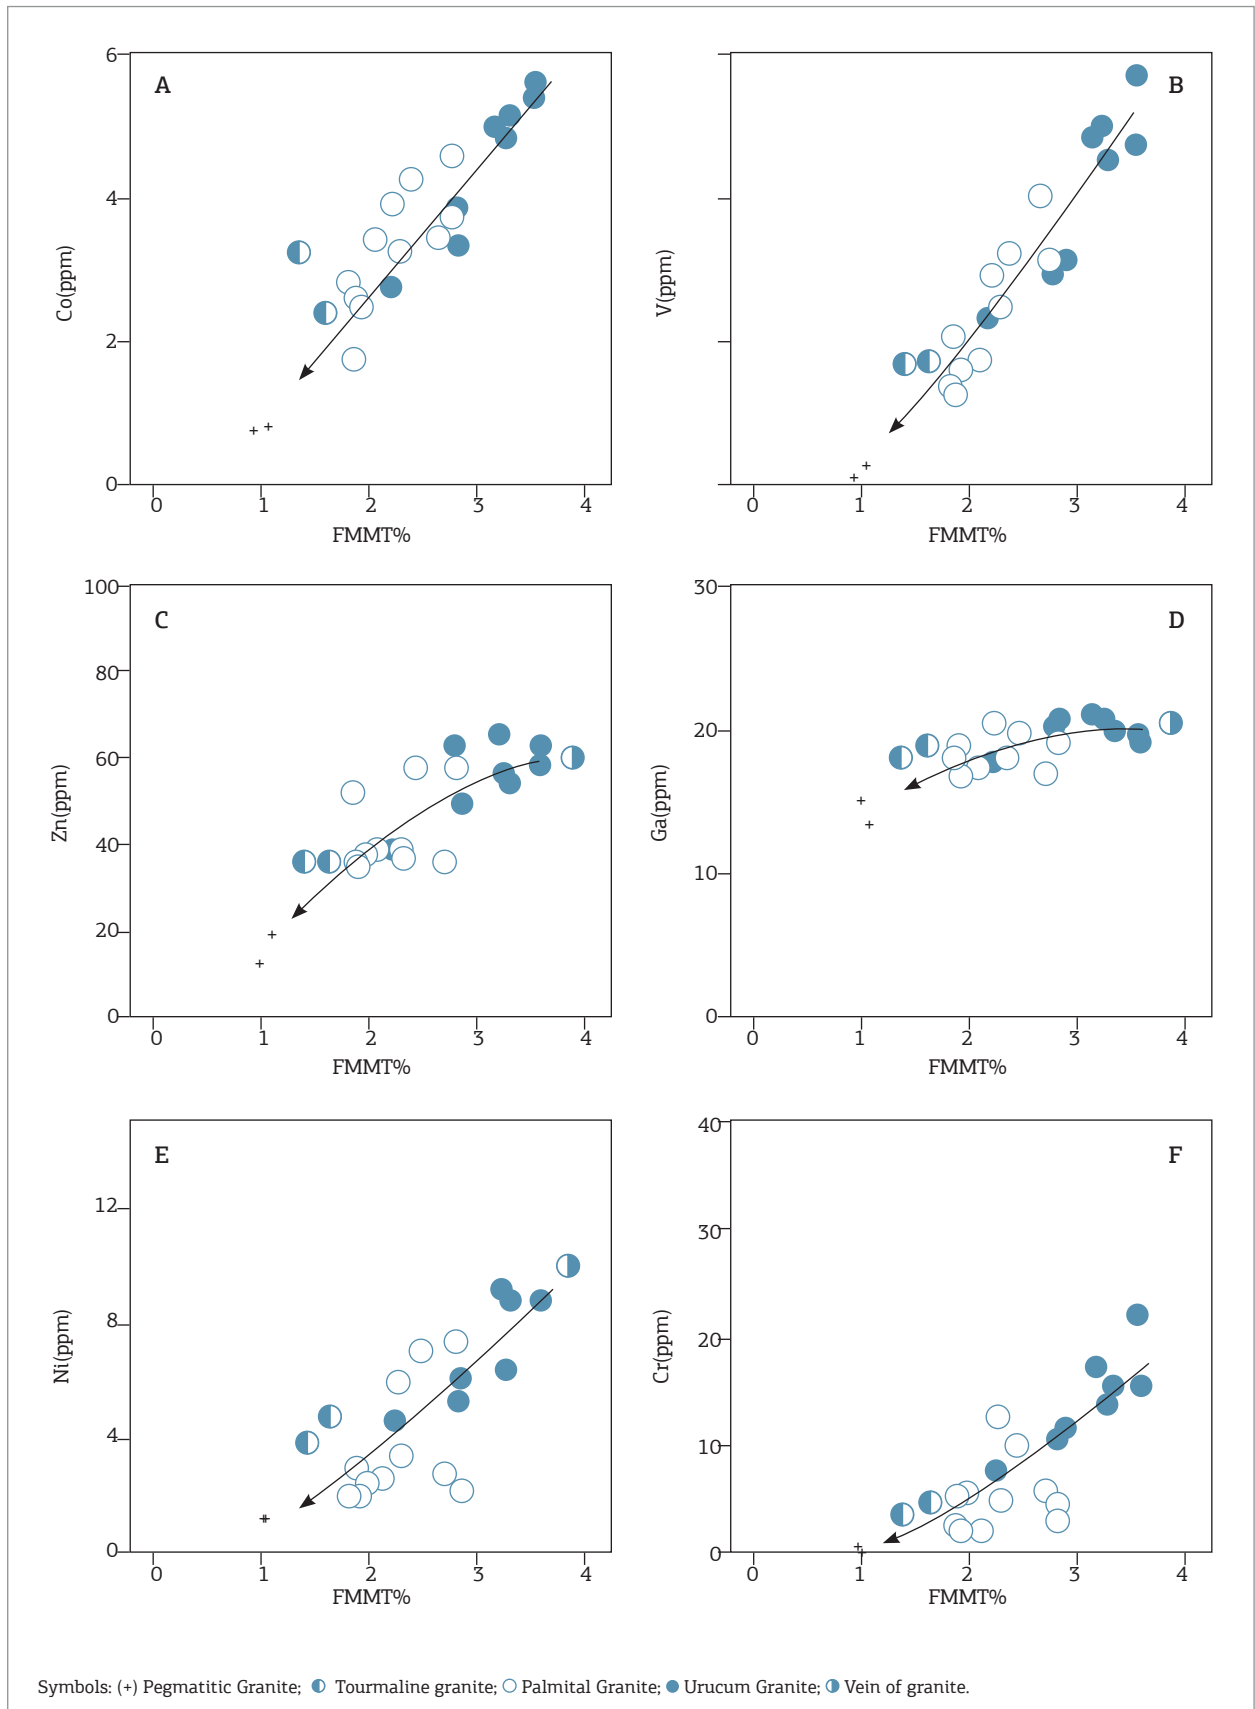 6
A
4
Co(ppm)
2
0
0 1 2 3 4
FMMT%
B
V(ppm)
0 1 2 3 4
FMMT%
100
C
80
60
Zn(ppm)
40
20
0
0 1 2 3 4
FMMT%
30
D
20
Ga(ppm)
10
0
0 1 2 3 4
FMMT%
E
12
8
Ni(ppm)
4
0
0 1 2 3 4
FMMT%
40
F
30
20
Cr(ppm)
10
0
0 1 2 3 4
FMMT%
Symbols: (+) Pegmatitic Granite; Tourmaline granite; Palmital Granite; Urucum Granite; Vein of granite.